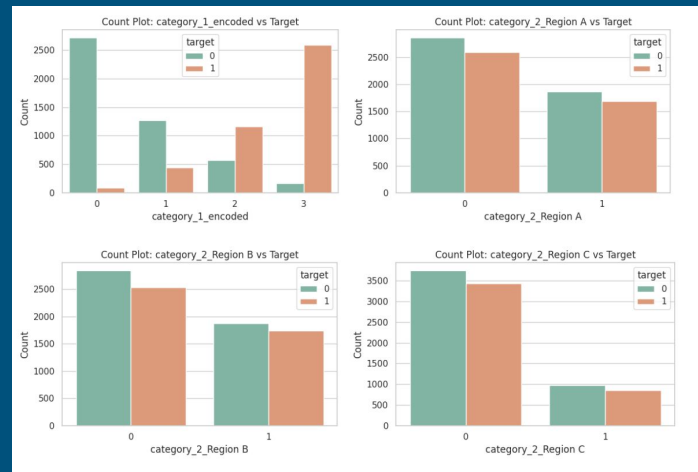 Count Plot: category_1_encoded vs Target
Count
2500
2000
1500
1000
500
0
target
0
1
0 1 2 3
category_1_encoded
Count Plot: category_2_Region A vs Target
Count
2500
2000
1500
1000
500
0
target
0
1
0 1
category_2_Region A
Count Plot: category_2_Region B vs Target
Count
2500
2000
1500
1000
500
0
target
0
1
0 1
category_2_Region B
Count Plot: category_2_Region C vs Target
Count
3500
3000
2500
2000
1500
1000
500
0
target
0
1
0 1
category_2_Region C